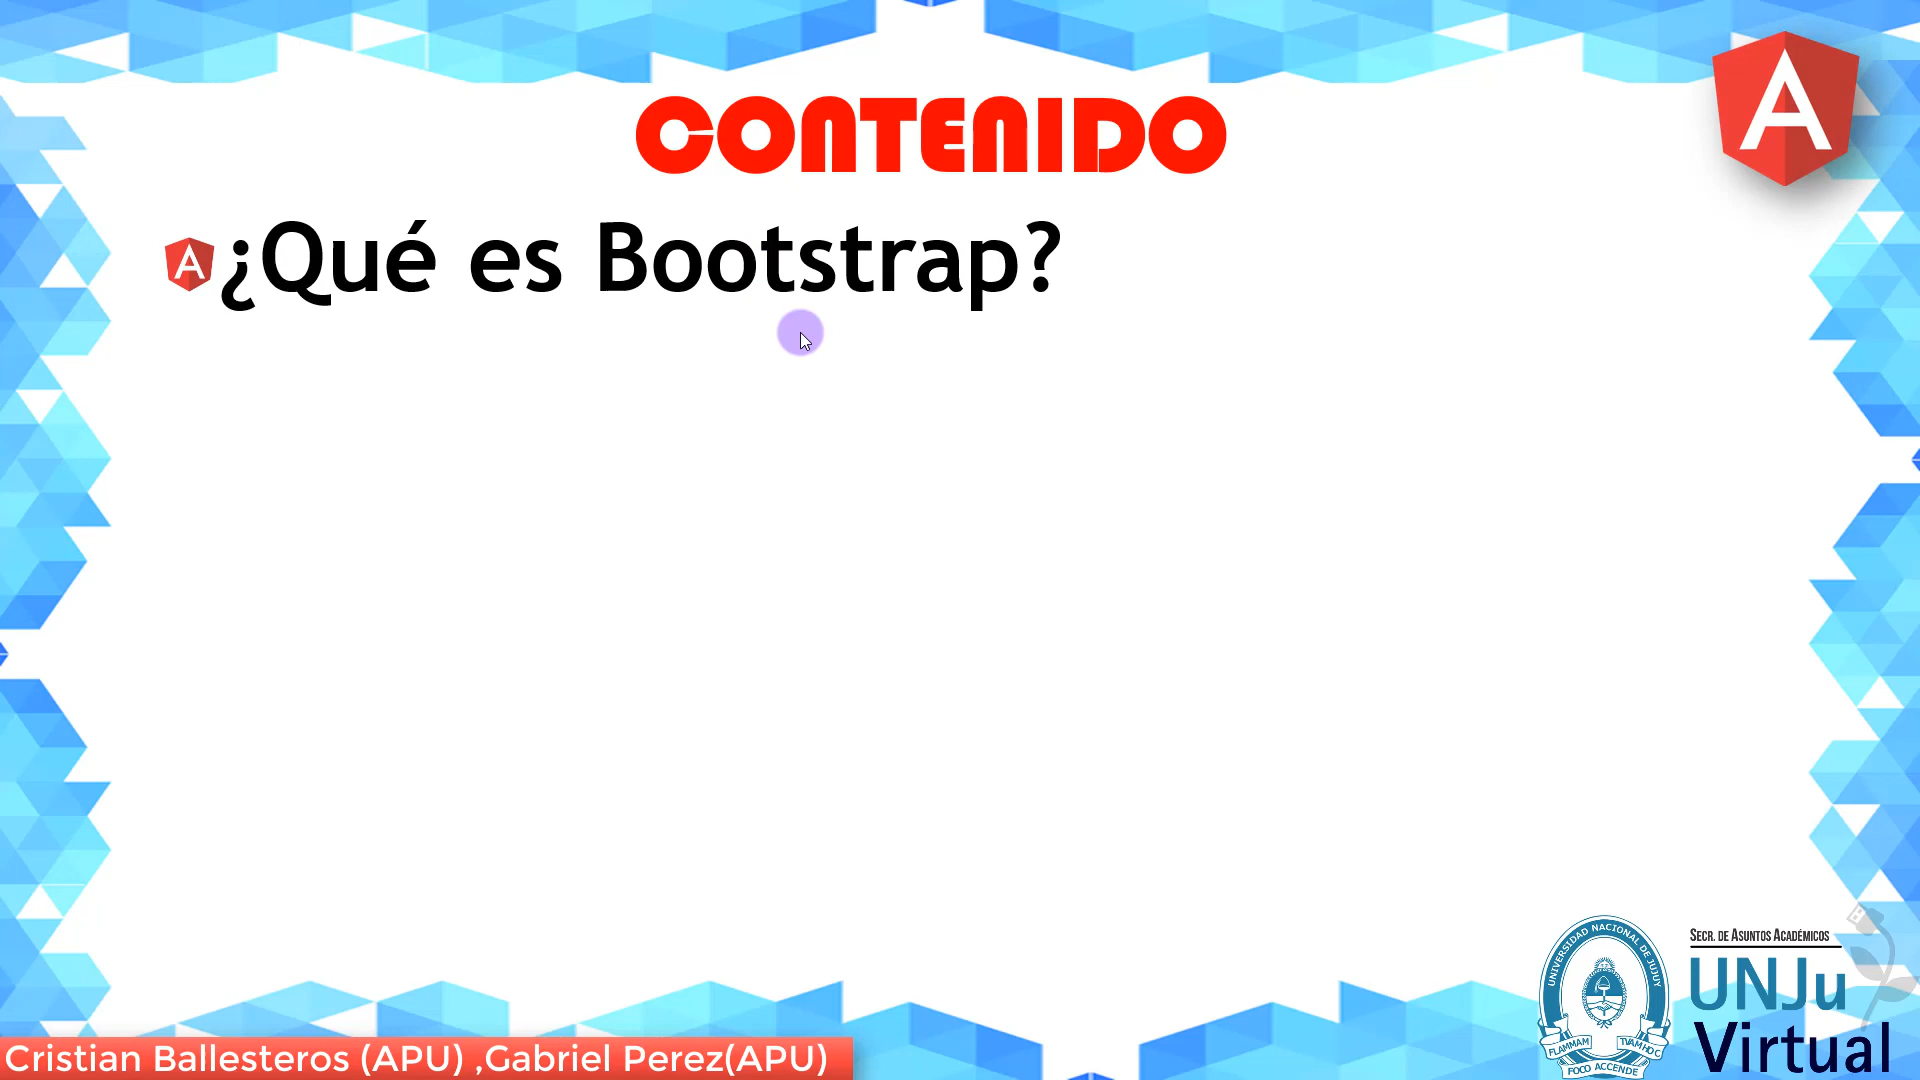 CONTENIDO
A
A ¿Qué es Bootstrap?
UNIVERSIDAD NACIONAL DE JUJUY
FLAMMAM TVAM HOC
FOCO ACCENDE
SECR. DE ASUNTOS ACADÉMICOS
UNJu
Virtual
Cristian Ballesteros (APU) ,Gabriel Perez(APU)